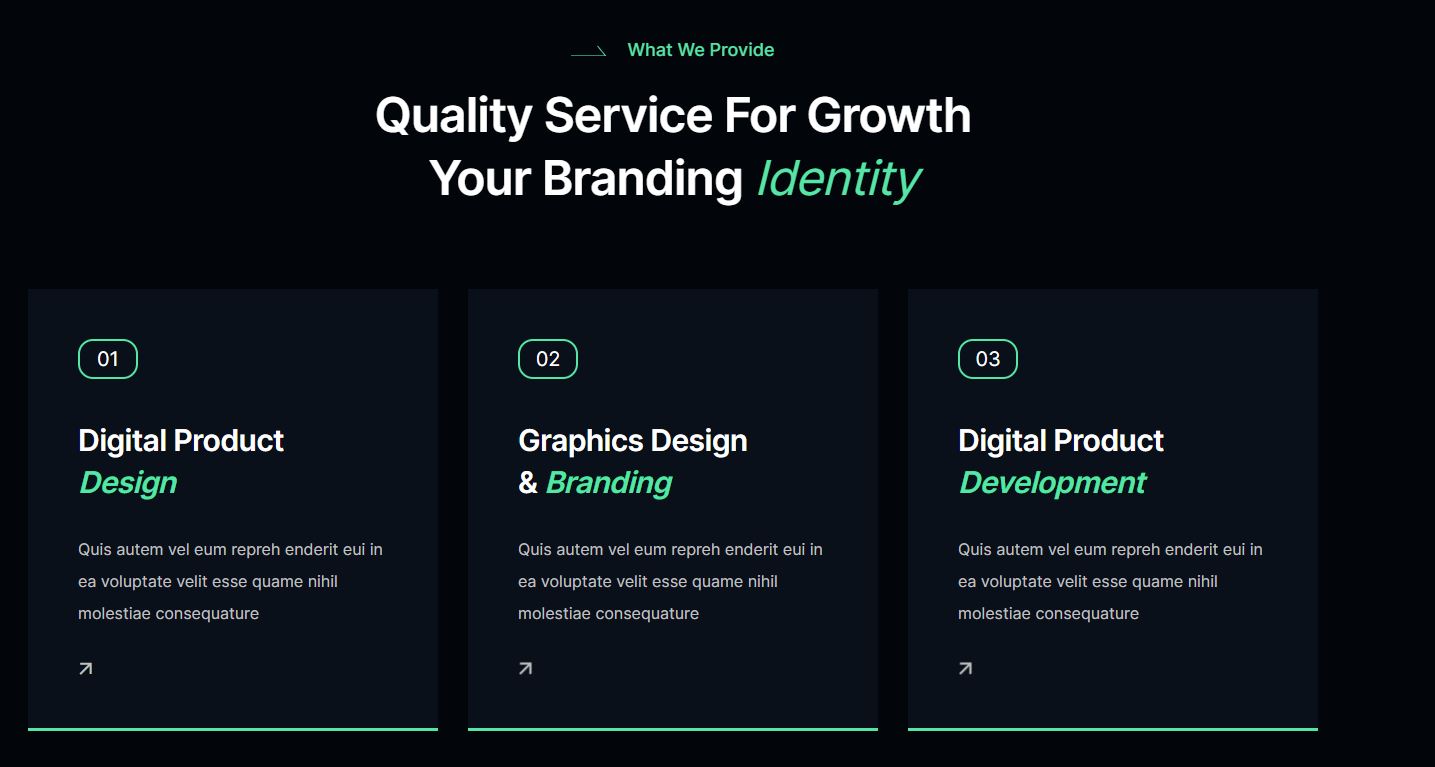 What We Provide
Quality Service For Growth
Your Branding Identity
01
Digital Product
Design
Quis autem vel eum repreh enderit eui in
ea voluptate velit esse quame nihil
molestiae consequature
02
Graphics Design
& Branding
Quis autem vel eum repreh enderit eui in
ea voluptate velit esse quame nihil
molestiae consequature
03
Digital Product
Development
Quis autem vel eum repreh enderit eui in
ea voluptate velit esse quame nihil
molestiae consequature